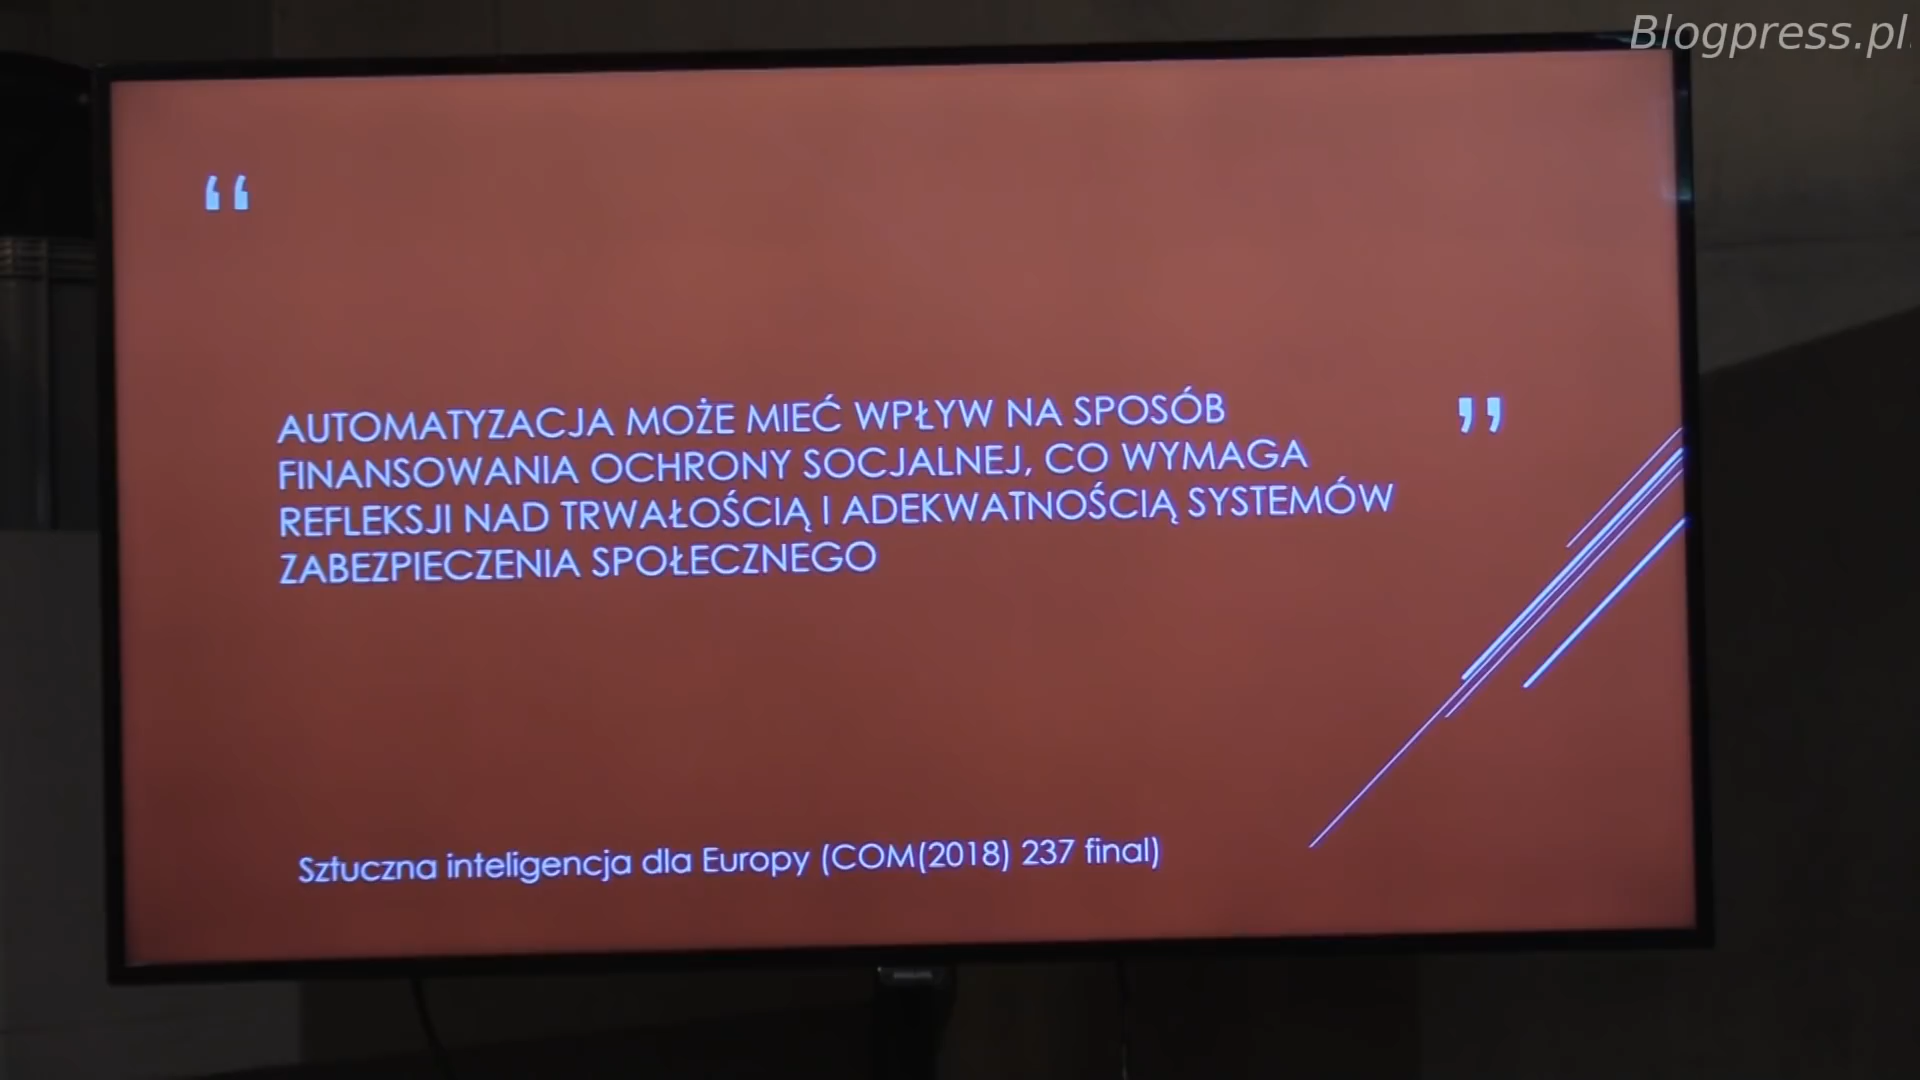 Blogpress.pl
“
AUTOMATYZACJA MOŻE MIEĆ WPŁYW NA SPOSÓB
FINANSOWANIA OCHRONY SOCJALNEJ, CO WYMAGA
REFLEKSJI NAD TRWAŁOŚCIĄ I ADEKWATNOŚCIĄ SYSTEMÓW
ZABEZPIECZENIA SPOŁECZNEGO
”
Sztuczna inteligencja dla Europy (COM(2018) 237 final)